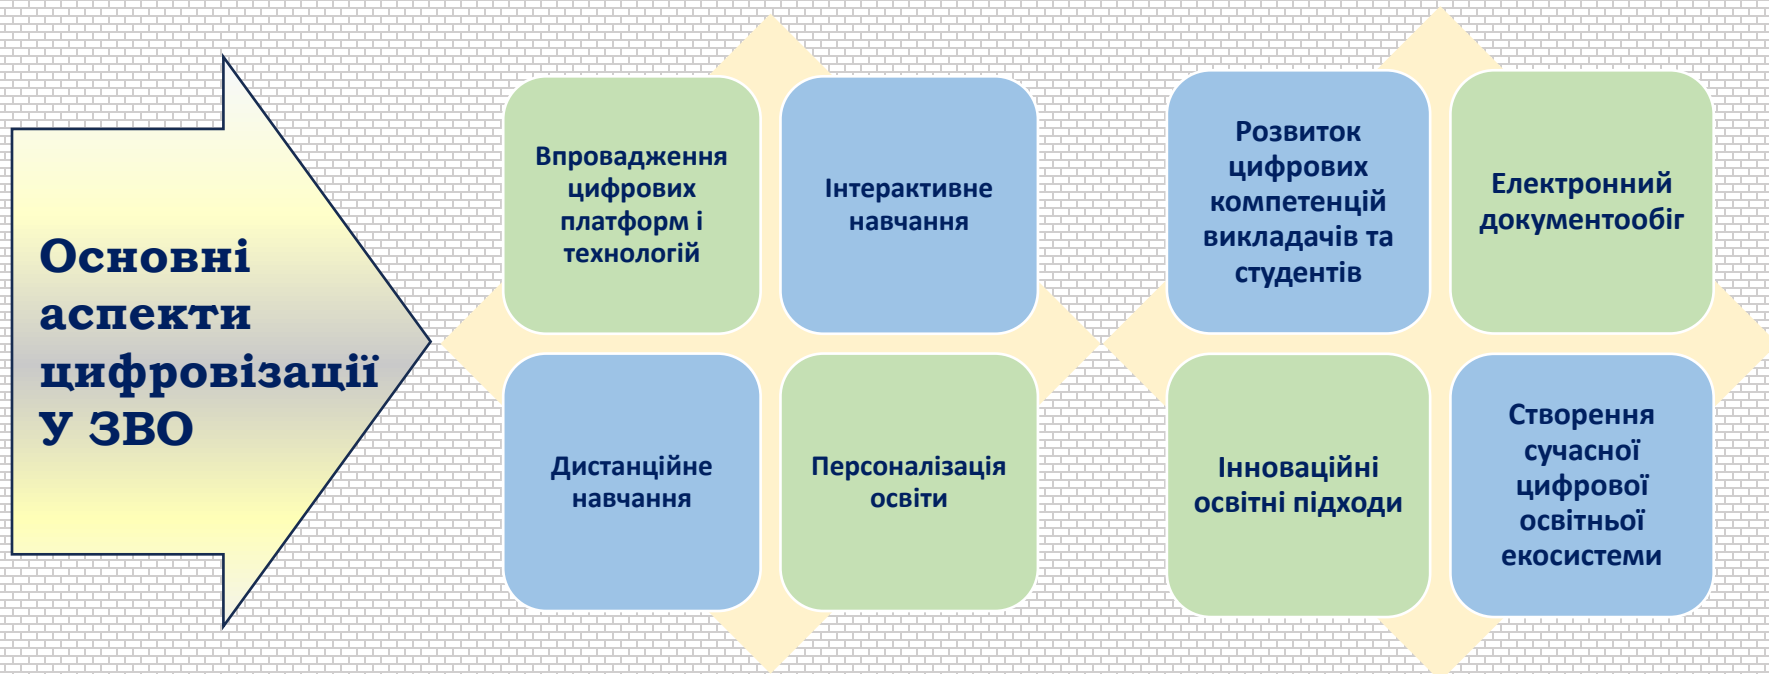 Основні
аспекти
цифровізації
У ЗВО
Впровадження
цифрових
платформ і
технологій
Інтерактивне
навчання
Дистанційне
навчання
Персоналізація
освіти
Розвиток
цифрових
компетенцій
викладачів та
студентів
Електронний
документообіг
Інноваційні
освітні підходи
Створення
сучасної
цифрової
освітньої
екосистеми